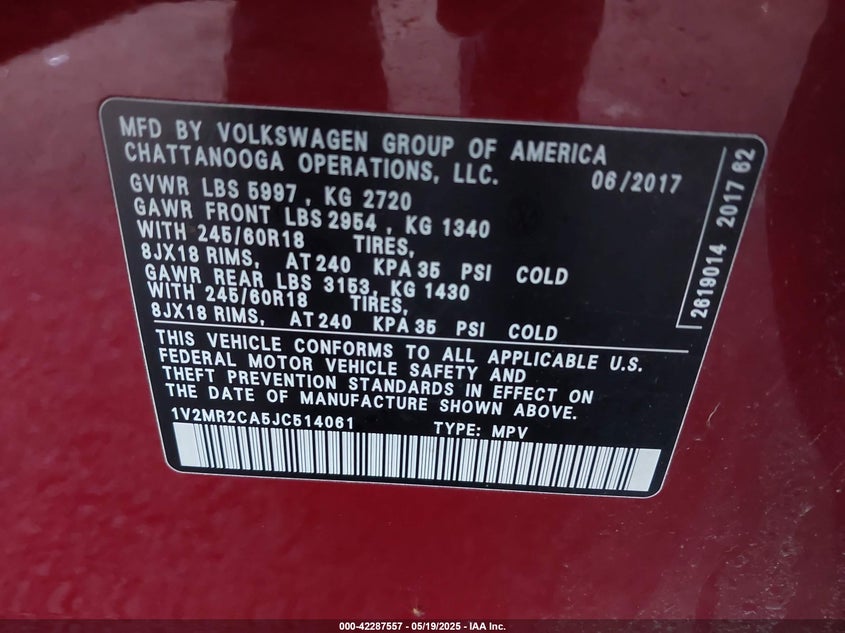 MFD BY VOLKSWAGEN GROUP OF AMERICA
CHATTANOOGA OPERATIONS, LLC. 06/2017
GVWR LBS 5997 , KG 2720
GAWR FRONT LBS 2954 , KG 1340
WITH 245/60R18 TIRES,
8JX18 RIMS, AT 240 KPA 35 PSI COLD
GAWR REAR LBS 3153, KG 1430
WITH 245/60R18 TIRES,
8JX18 RIMS, AT 240 KPA 35 PSI COLD
THIS VEHICLE CONFORMS TO ALL APPLICABLE U.S.
FEDERAL MOTOR VEHICLE SAFETY AND
THEFT PREVENTION STANDARDS IN EFFECT ON
THE DATE OF MANUFACTURE SHOWN ABOVE.
1V2MR2CA5JC514061 TYPE: MPV
2619014 2017 62
000-42287557 - 05/19/2025 - IAA Inc.